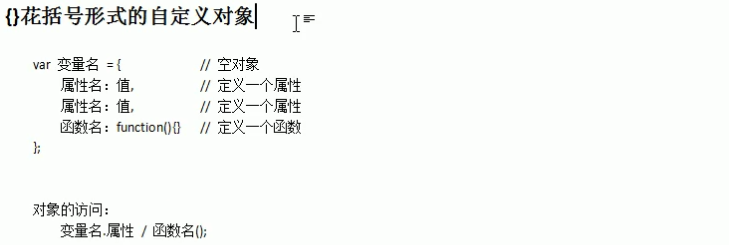 {}花括号形式的自定义对象
var 变量名 = { // 空对象
属性名：值, // 定义一个属性
属性名：值, // 定义一个属性
函数名：function(){} // 定义一个函数
};
对象的访问：
变量名.属性 / 函数名();